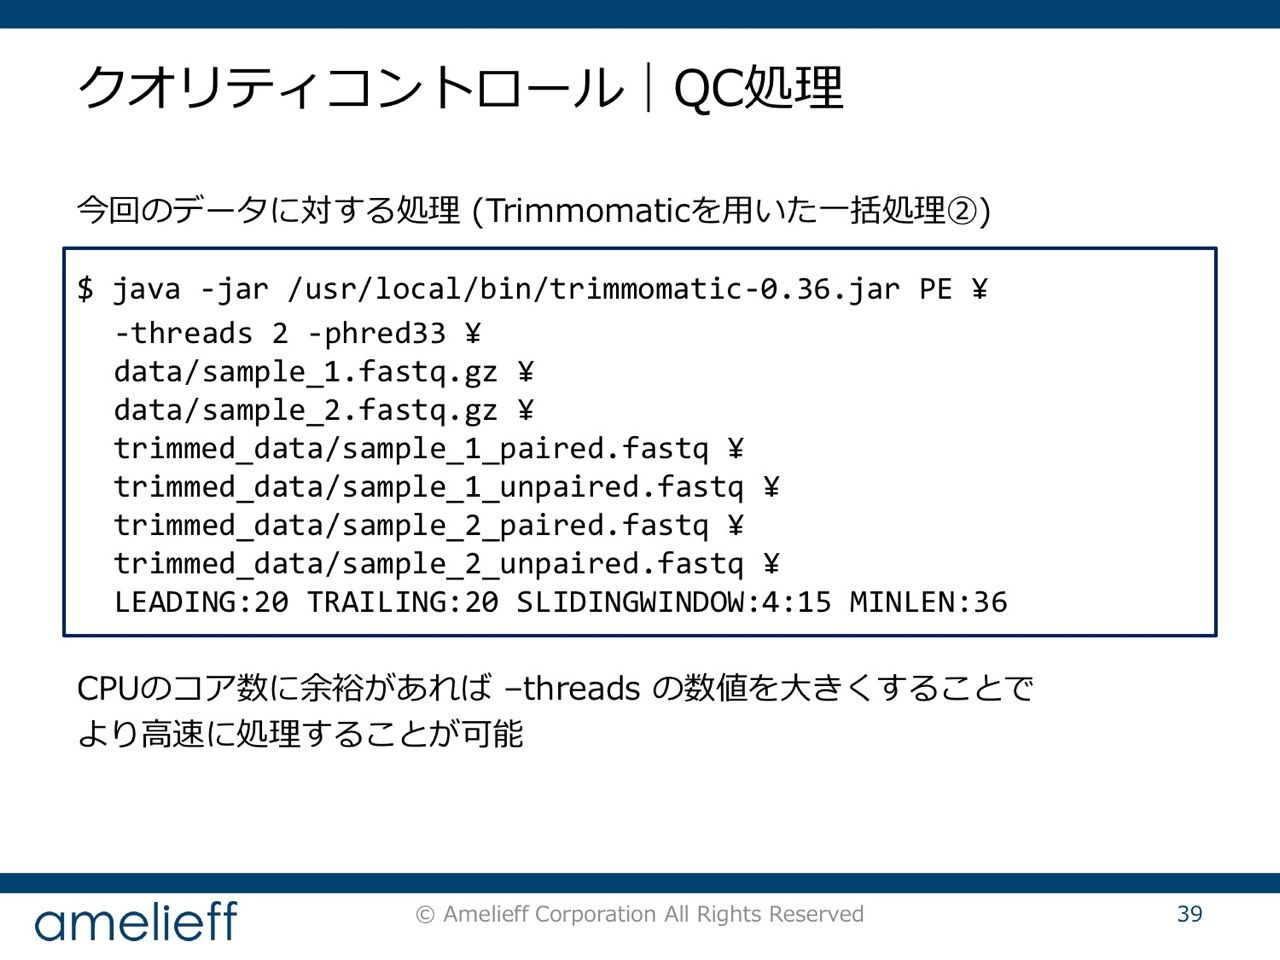 クオリティコントロール｜QC処理
今回のデータに対する処理 (Trimmomaticを用いた一括処理②)
$ java -jar /usr/local/bin/trimmomatic-0.36.jar PE ¥
-threads 2 -phred33 ¥
data/sample_1.fastq.gz ¥
data/sample_2.fastq.gz ¥
trimmed_data/sample_1_paired.fastq ¥
trimmed_data/sample_1_unpaired.fastq ¥
trimmed_data/sample_2_paired.fastq ¥
trimmed_data/sample_2_unpaired.fastq ¥
LEADING:20 TRAILING:20 SLIDINGWINDOW:4:15 MINLEN:36
CPUのコア数に余裕があれば –threads の数値を大きくすることで
より高速に処理することが可能
amelieff
© Amelieff Corporation All Rights Reserved
39